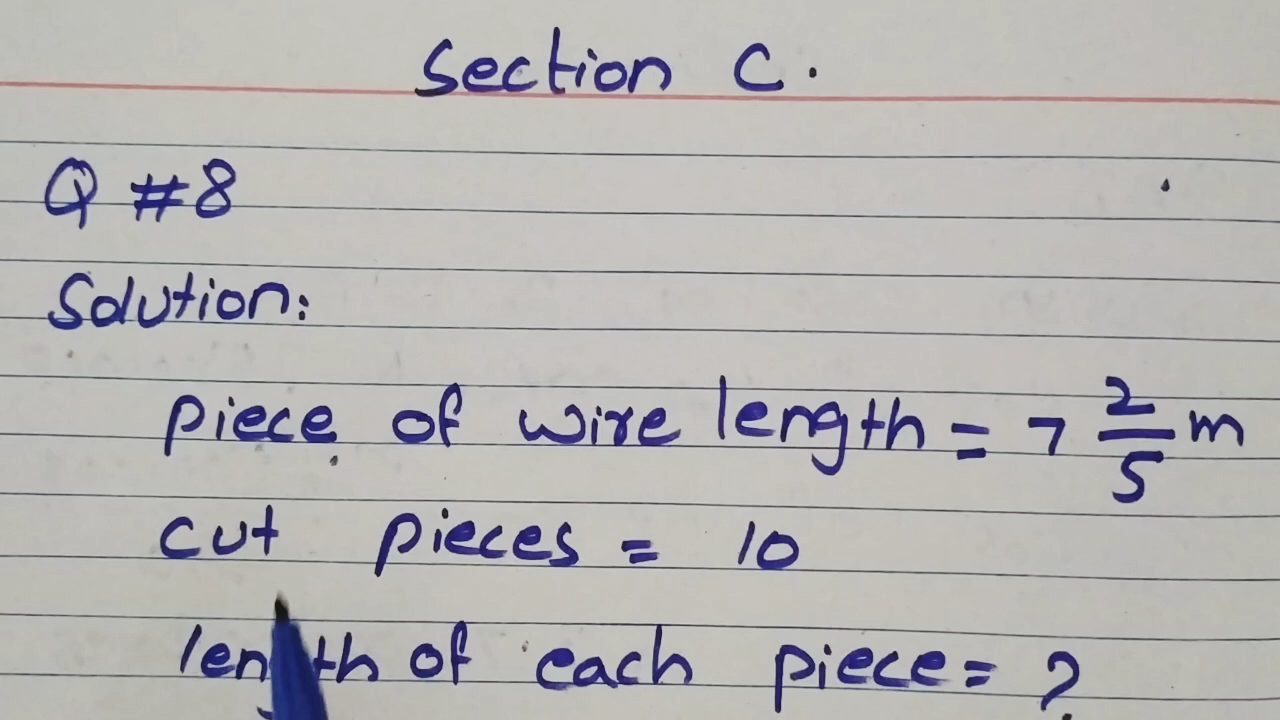 Section C.
Q #8
Solution:
piece of wire length = 7 2/5 m
cut pieces = 10
length of each piece = ?